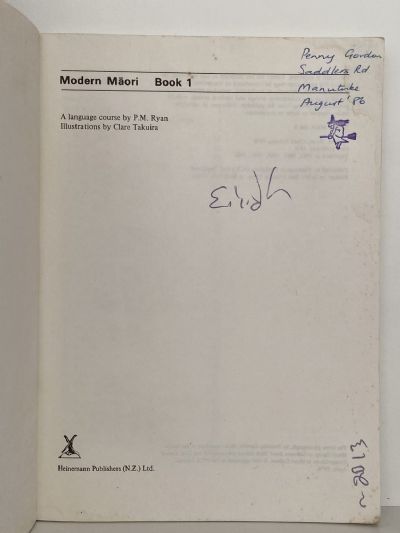 Penny Gordon
Saddlers Rd
Manutuke
August '86
Modern Māori Book 1
A language course by P.M. Ryan
Illustrations by Clare Takuira
Heinemann Publishers (N.Z.) Ltd.
~2013